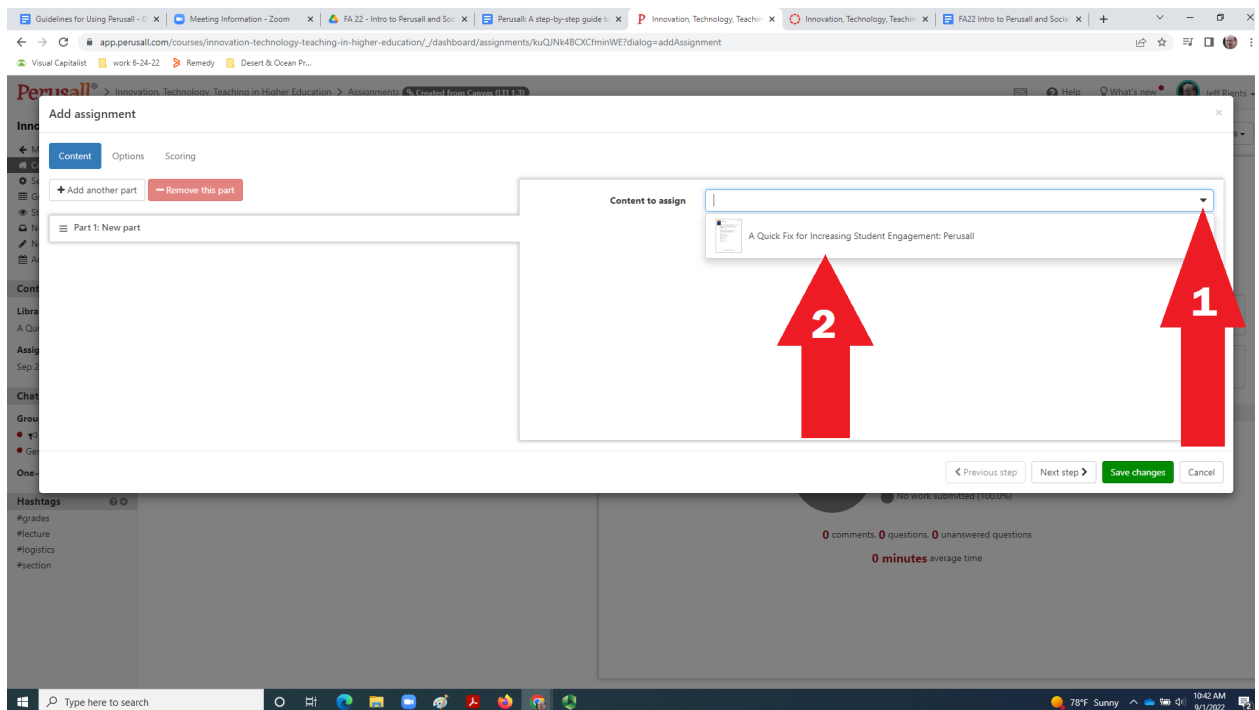 Guidelines for Using Perusall - G
Meeting Information - Zoom
FA 22 - Intro to Perusall and Soc
Perusall: A step-by-step guide to
Innovation, Technology, Teachin
Innovation, Technology, Teachin
FA22 Intro to Perusall and Social
app.perusall.com/courses/innovation-technology-teaching-in-higher-education/_/dashboard/assignments/kuQJNk4BCXCfminWE?dialog=addAssignment
Visual Capitalist work 6-24-22 Remedy Desert & Ocean Pr...
Perusall® > Innovation, Technology, Teaching in Higher Education > Assignments Created from Canvas (LTI 1.3) Help What's new Jeff Rients
Add assignment ×
Content Options Scoring
+ Add another part − Remove this part
Part 1: New part
Content to assign
A Quick Fix for Increasing Student Engagement: Perusall
1
2
Previous step Next step Save changes Cancel
Inno
Cont
Libra
A Qui
Assig
Sep 2
Chat
Grou
Ge
One-
Hashtags
#grades
#lecture
#logistics
#section
No work submitted (100.0%)
0 comments, 0 questions, 0 unanswered questions
0 minutes average time
Type here to search
78°F Sunny
10:42 AM
9/1/2022